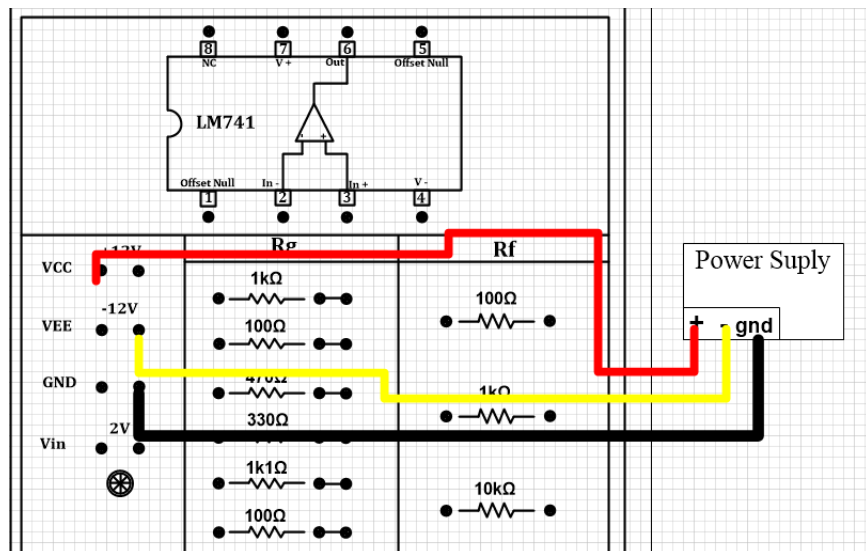 8 7 6 5
NC V + Out Offset Null
LM741
- +
Offset Null In - In + V -
1 2 3 4
Rg Rf
+12V
VCC
-12V
VEE
GND
2V
Vin
1kΩ
100Ω
470Ω
330Ω
1k1Ω
100Ω
100Ω
1kΩ
10kΩ
Power Suply
+ - gnd